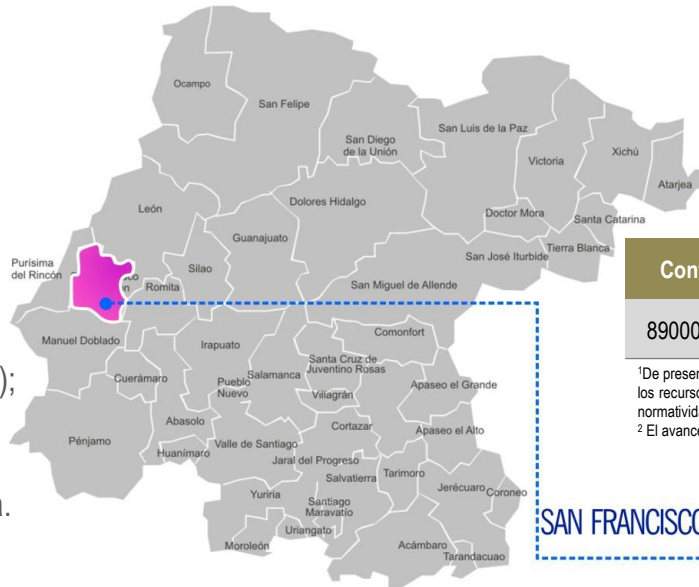 Ocampo
San Felipe
San Diego
de la Unión
San Luis de la Paz
Victoria
Xichú
Atarjea
León
Dolores Hidalgo
Doctor Mora
Santa Catarina
Guanajuato
Tierra Blanca
San José Iturbide
Purísima
del Rincón
Silao
Romita
San Miguel de Allende
Manuel Doblado
Irapuato
Comonfort
Santa Cruz de
Juventino Rosas
Cuerámaro
Pueblo
Nuevo
Salamanca
Villagrán
Apaseo el Grande
Abasolo
Cortazar
Apaseo el Alto
Pénjamo
Huanímaro
Valle de Santiago
Jaral del Progreso
Salvatierra
Tarimoro
Jerécuaro
Coroneo
Yuriria
Santiago
Maravatío
Uriangato
Moroleón
Acámbaro
Tarandacuao
);
.
Con
89000
¹De presen
los recurso
normativid
² El avance
SAN FRANCISCO